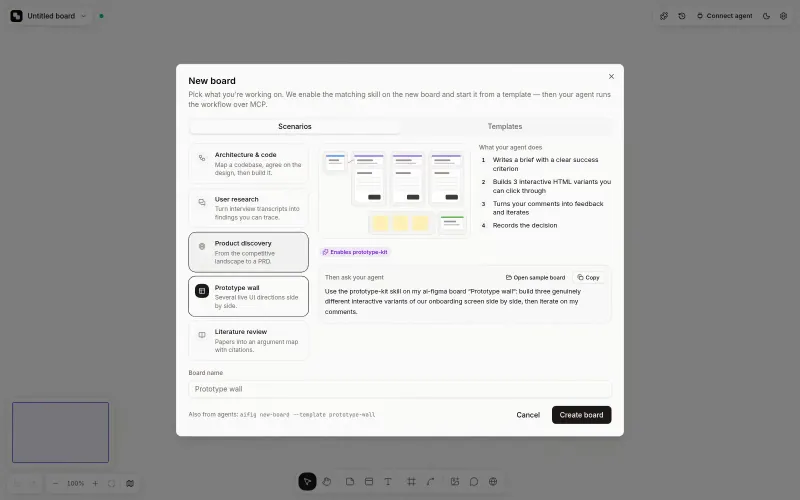 Untitled board
Connect agent
New board
Pick what you're working on. We enable the matching skill on the new board and start it from a template — then your agent runs
the workflow over MCP.
Scenarios
Templates
Architecture & code
Map a codebase, agree on the
design, then build it.
User research
Turn interview transcripts into
findings you can trace.
Product discovery
From the competitive
landscape to a PRD.
Prototype wall
Several live UI directions side
by side.
Literature review
Papers into an argument map
with citations.
What your agent does
1 Writes a brief with a clear success
criterion
2 Builds 3 interactive HTML variants you
can click through
3 Turns your comments into feedback
and iterates
4 Records the decision
Enables prototype-kit
Then ask your agent
Open sample board
Copy
Use the prototype-kit skill on my ai-figma board "Prototype wall": build three genuinely
different interactive variants of our onboarding screen side by side, then iterate on my
comments.
Board name
Prototype wall
Also from agents: aifig new-board --template prototype-wall
Cancel
Create board
100%